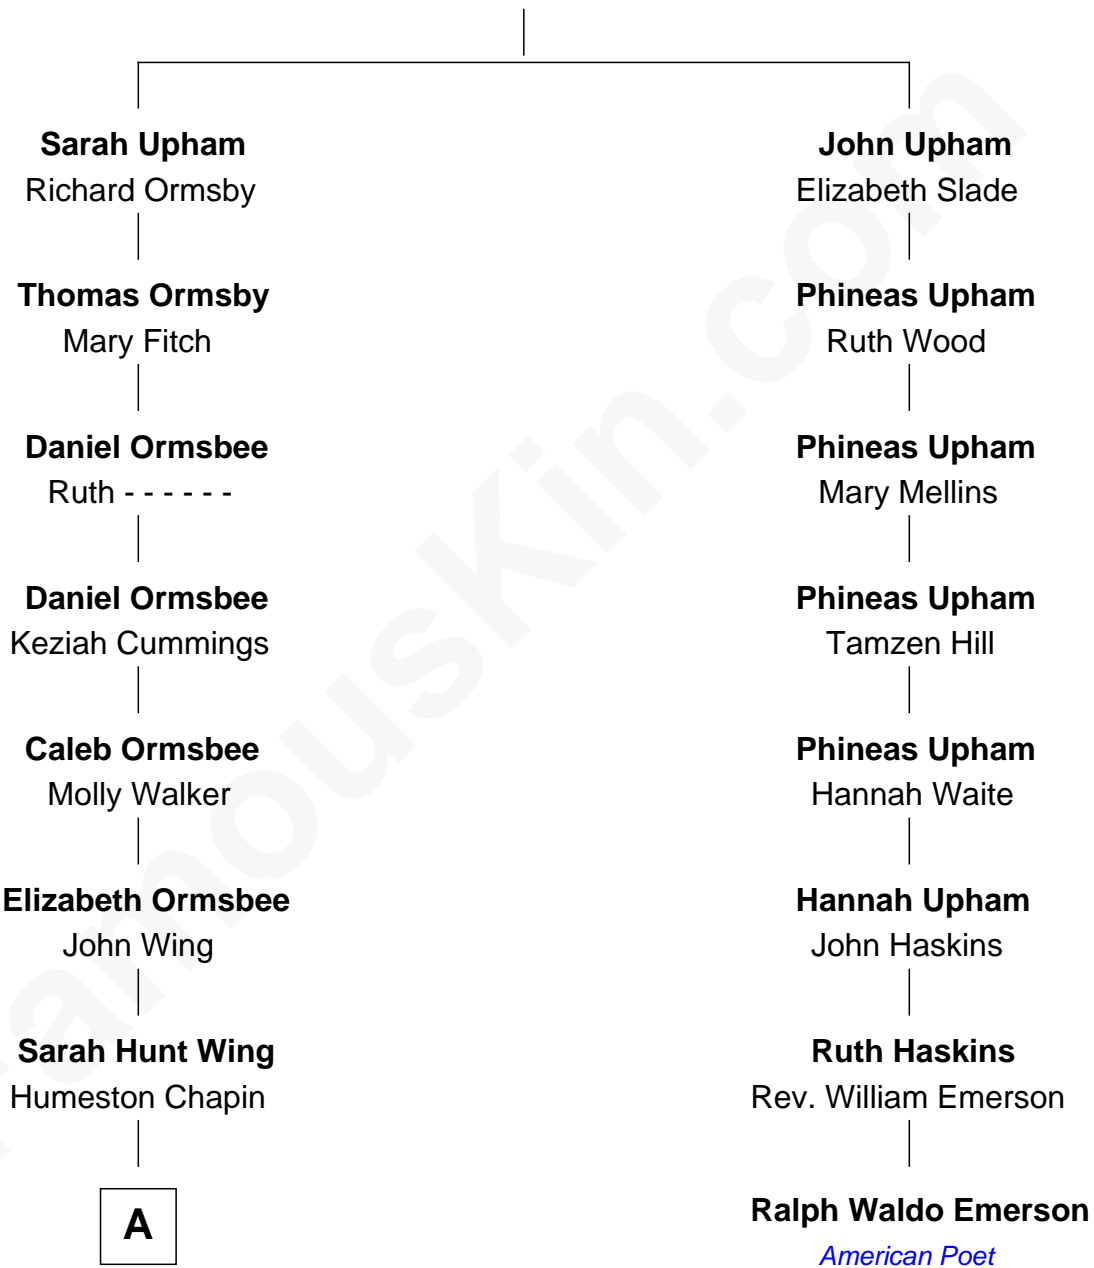 Sarah Upham
Richard Ormsby
John Upham
Elizabeth Slade
Thomas Ormsby
Mary Fitch
Phineas Upham
Ruth Wood
Daniel Ormsbee
Ruth - - - - - -
Phineas Upham
Mary Mellins
Daniel Ormsbee
Keziah Cummings
Phineas Upham
Tamzen Hill
Caleb Ormsbee
Molly Walker
Phineas Upham
Hannah Waite
Elizabeth Ormsbee
John Wing
Hannah Upham
John Haskins
Sarah Hunt Wing
Humeston Chapin
Ruth Haskins
Rev. William Emerson
A
Ralph Waldo Emerson
American Poet
FamousKin.com